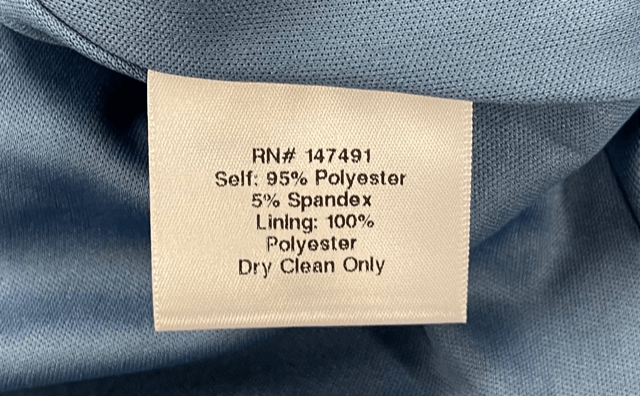 RN# 147491
Self: 95% Polyester
5% Spandex
Lining: 100%
Polyester
Dry Clean Only